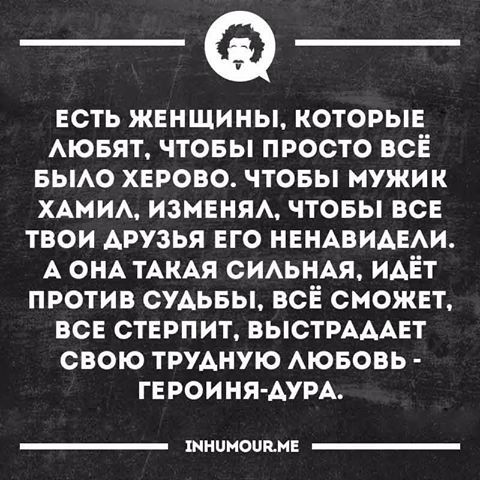 ЕСТЬ ЖЕНЩИНЫ, КОТОРЫЕ
ЛЮБЯТ, ЧТОБЫ ПРОСТО ВСЁ
БЫЛО ХЕРОВО. ЧТОБЫ МУЖИК
ХАМИЛ, ИЗМЕНЯЛ, ЧТОБЫ ВСЕ
ТВОИ ДРУЗЬЯ ЕГО НЕНАВИДЕЛИ.
А ОНА ТАКАЯ СИЛЬНАЯ, ИДЁТ
ПРОТИВ СУДЬБЫ, ВСЁ СМОЖЕТ,
ВСЕ СТЕРПИТ, ВЫСТРАДАЕТ
СВОЮ ТРУДНУЮ ЛЮБОВЬ -
ГЕРОИНЯ-ДУРА.
INHUMOUR.ME